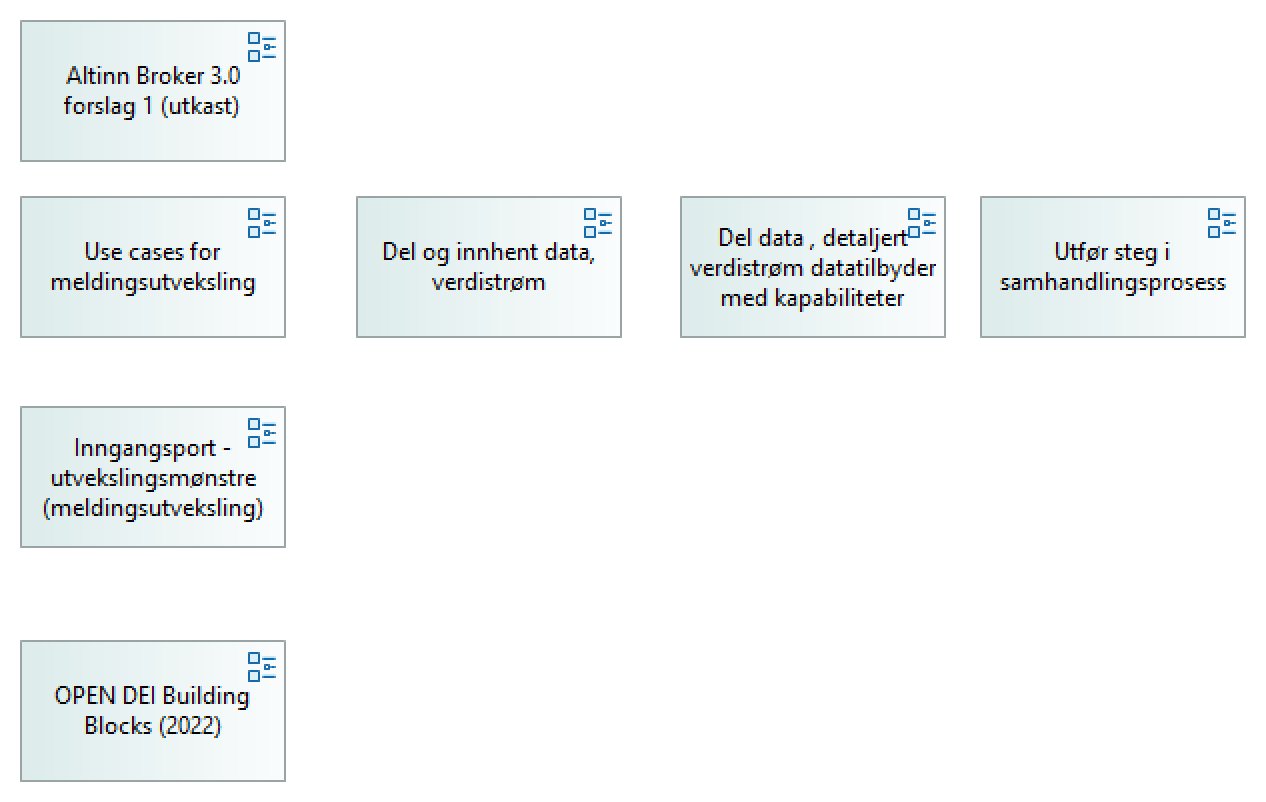 Altinn Broker 3.0
forslag 1 (utkast)
Use cases for
meldingsutveksling
Del og innhent data,
verdistrøm
Del data , detaljert
verdistrøm datatilbyder
med kapabiliteter
Utfør steg i
samhandlingsprosess
Inngangsport -
utvekslingsmønstre
(meldingsutveksling)
OPEN DEI Building
Blocks (2022)